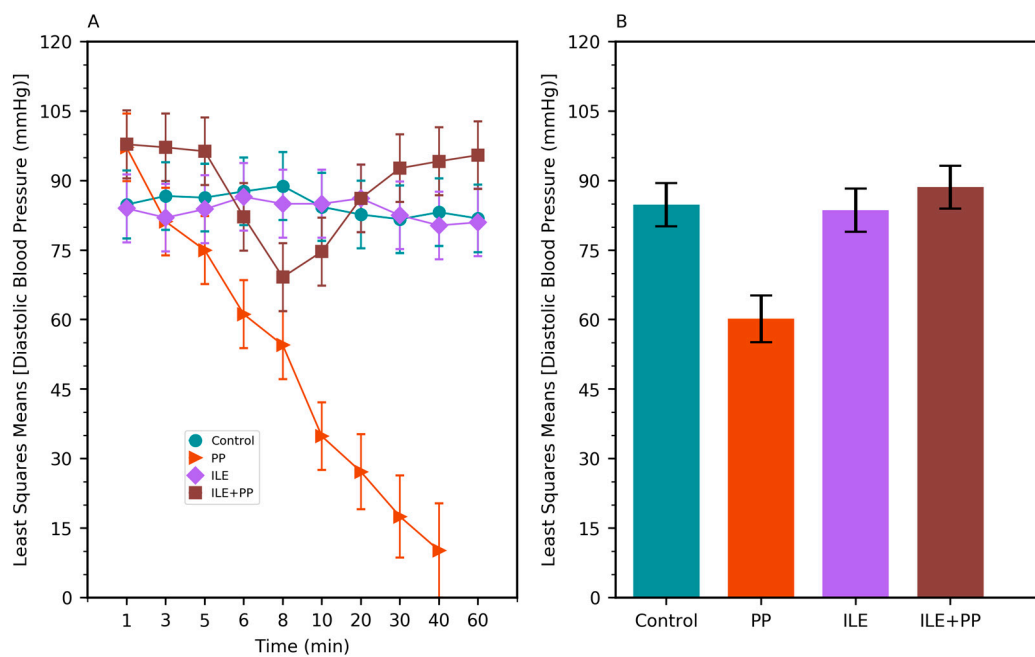 A
Least Squares Means [Diastolic Blood Pressure (mmHg)]
120
105
90
75
60
45
30
15
0
Control
PP
ILE
ILE+PP
1 3 5 6 8 10 20 30 40 60
Time (min)
B
Least Squares Means [Diastolic Blood Pressure (mmHg)]
120
105
90
75
60
45
30
15
0
Control PP ILE ILE+PP